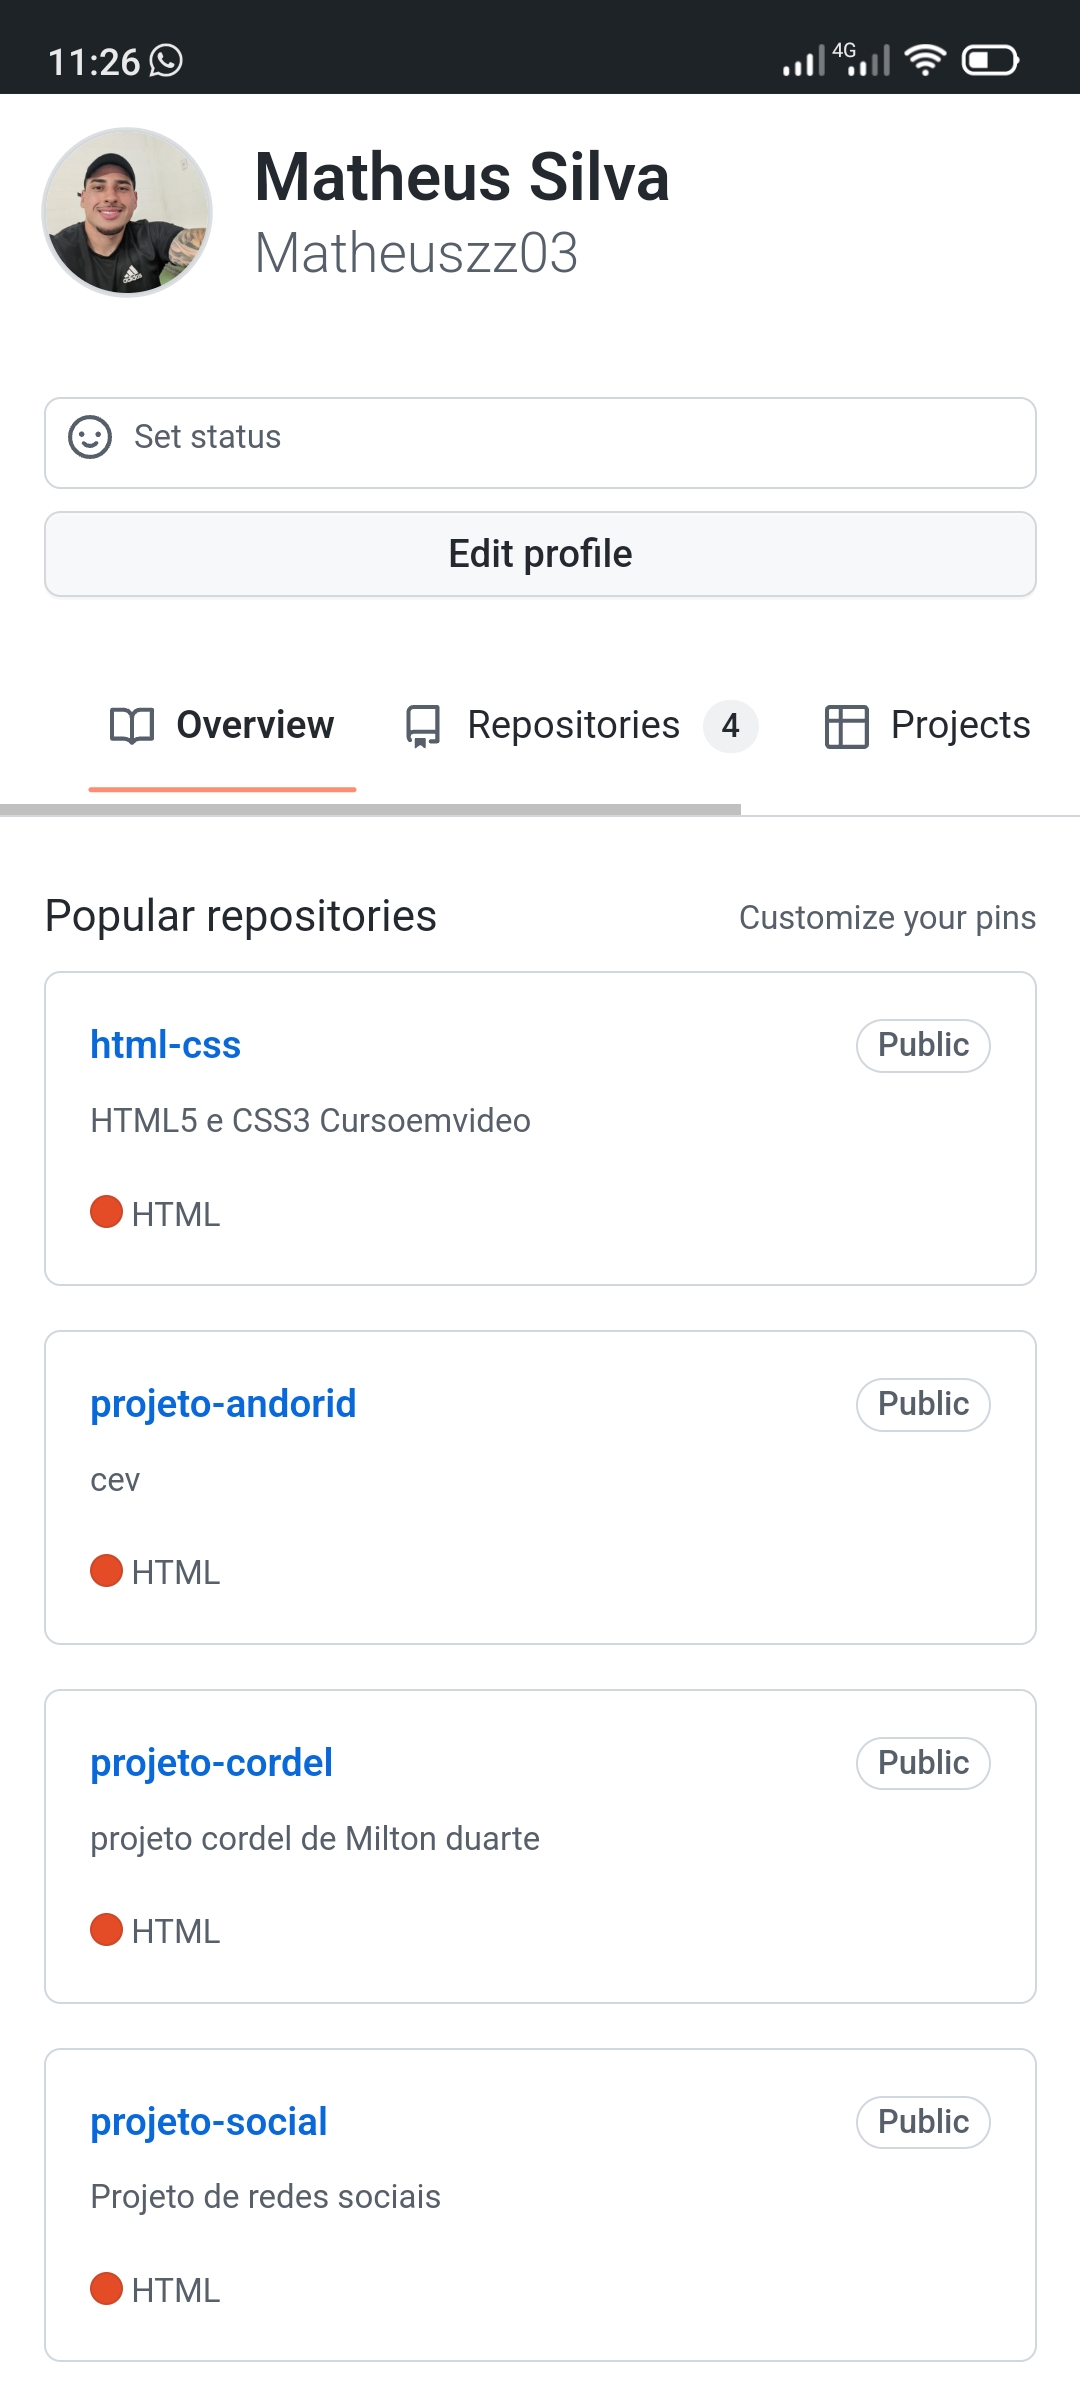 11:26
4G
Matheus Silva
Matheuszz03
Set status
Edit profile
Overview Repositories 4 Projects
Popular repositories Customize your pins
html-css Public
HTML5 e CSS3 Cursoemvideo
HTML
projeto-andorid Public
cev
HTML
projeto-cordel Public
projeto cordel de Milton duarte
HTML
projeto-social Public
Projeto de redes sociais
HTML